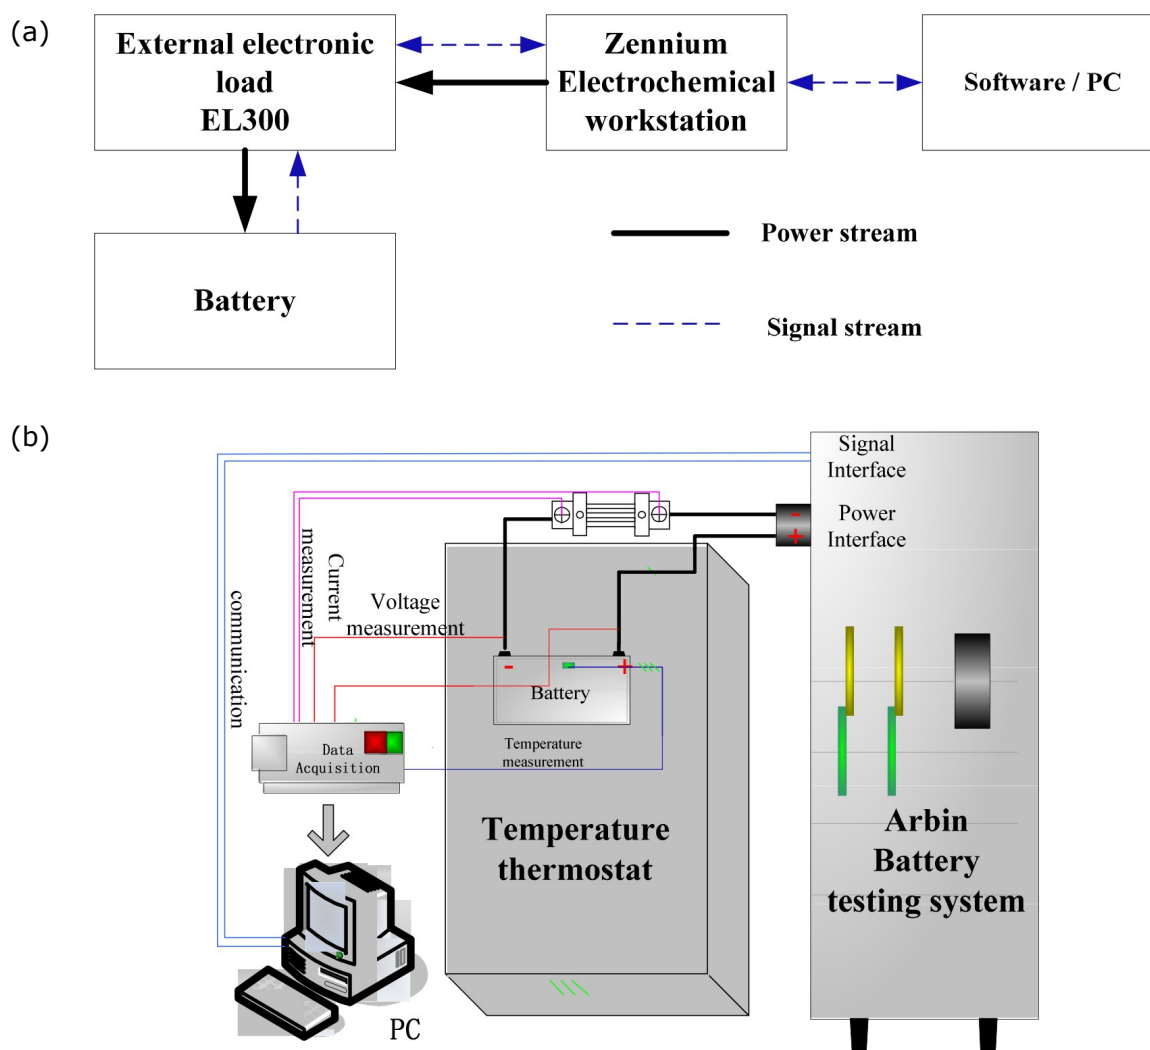 (a)
External electronic
load
EL300
Zennium
Electrochemical
workstation
Software / PC
Battery
Power stream
Signal stream
(b)
Signal
Interface
-
+
Power
Interface
communication
Current
measurement
Voltage
measurement
-
+
Battery
Temperature
measurement
Data
Acquisition
Temperature
thermostat
Arbin
Battery
testing system
PC